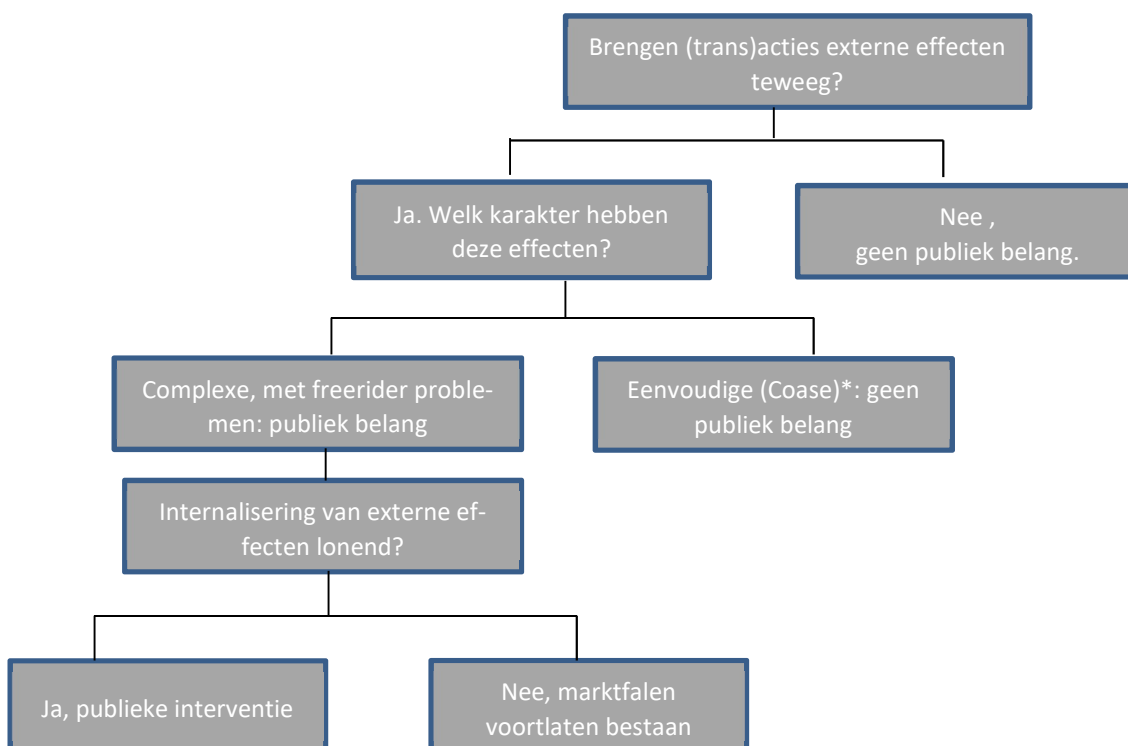 Brengen (trans)acties externe effecten
teweeg?
Ja. Welk karakter hebben
deze effecten?
Nee ,
geen publiek belang.
Complexe, met freerider proble-
men: publiek belang
Eenvoudige (Coase)*: geen
publiek belang
Internalisering van externe ef-
fecten lonend?
Ja, publieke interventie
Nee, marktfalen
voortlaten bestaan